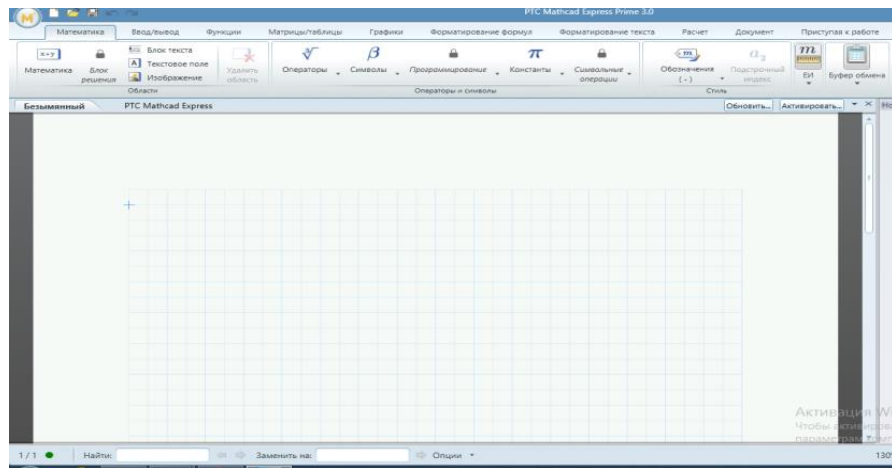 PTC Mathcad Express Prime 3.0
Математика Ввод/вывод Функции Матрицы/таблицы Графики Форматирование формул Форматирование текста Расчет Документ Приступая к работе
Математика
Блок решения
Блок текста
Текстовое поле
Изображение
Удалить область
Операторы
Символы
Программирование
Константы
Символьные операции
Обозначения
(-)
Подстрочный индекс
ЕИ
Буфер обмена
Области Операторы и символы Стиль
Безымянный PTC Mathcad Express Обновить... Активировать...
Активация
Чтобы
параметрам
1 / 1 Найти: Заменить на: Опции 130